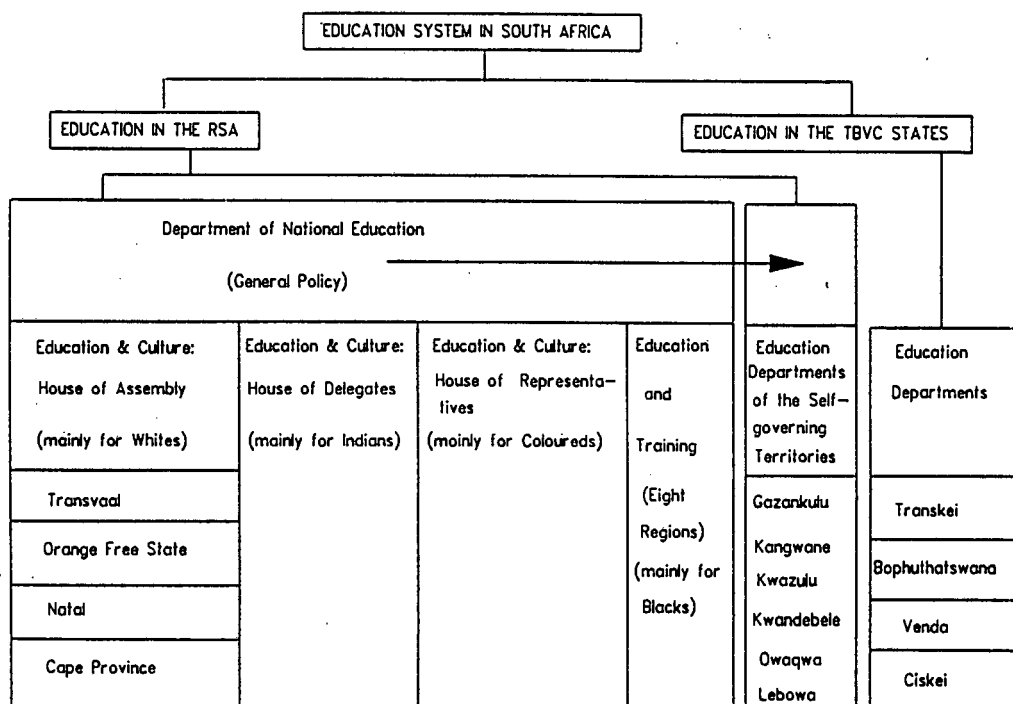 EDUCATION SYSTEM IN SOUTH AFRICA
EDUCATION IN THE RSA
EDUCATION IN THE TBVC STATES
Department of National Education
(General Policy)
Education & Culture:
House of Assembly
(mainly for Whites)
Transvaal
Orange Free State
Natal
Cape Province
Education & Culture:
House of Delegates
(mainly for Indians)
Education & Culture:
House of Representa-
tives
(mainly for Coloureds)
Education
and
Training
(Eight
Regions)
(mainly for
Blacks)
Education
Departments
of the Self-
governing
Territories
Gazankulu
Kangwane
Kwazulu
Kwandebele
Owaqwa
Lebowa
Education
Departments
Transkei
Bophuthatswana
Venda
Ciskei